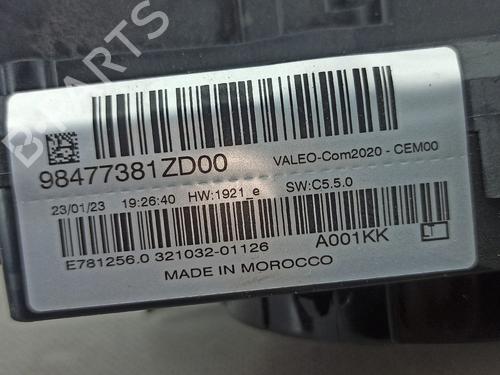 PARTS
98477381ZD00 VALEO-Com2020 - CEM00
23/01/23 19:26:40 HW:1921_e SW:C5.5.0
E781256.0 321032-01126 A001KK
MADE IN MOROCCO